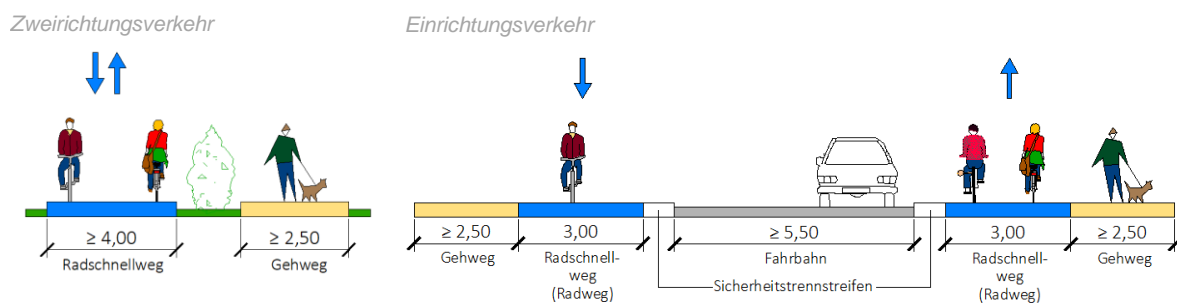 Zweirichtungsverkehr
≥ 4,00
Radschnellweg
≥ 2,50
Gehweg
Einrichtungsverkehr
≥ 2,50
Gehweg
3,00
Radschnell-
weg
(Radweg)
≥ 5,50
Fahrbahn
Sicherheitstrennstreifen
3,00
Radschnell-
weg
(Radweg)
≥ 2,50
Gehweg